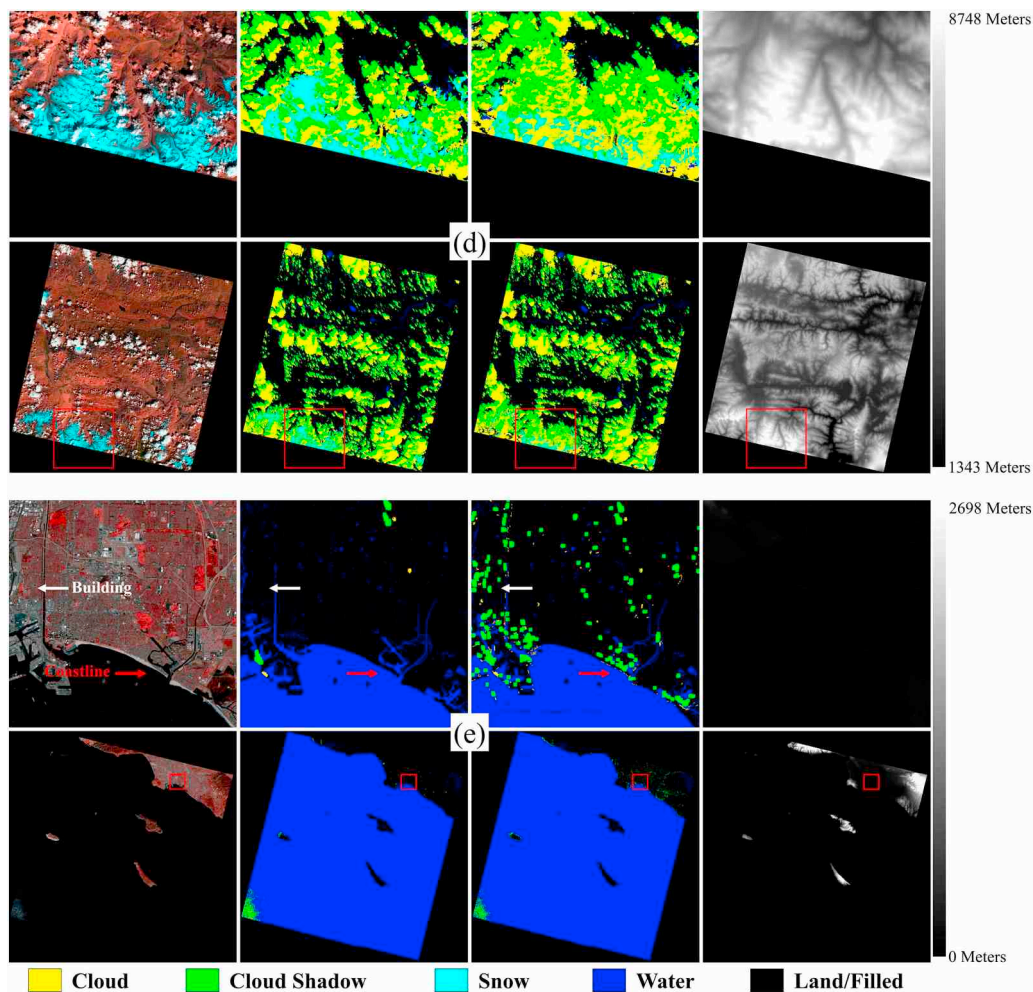 8748 Meters
(d)
1343 Meters
2698 Meters
Building
Coastline
(e)
0 Meters
Cloud
Cloud Shadow
Snow
Water
Land/Filled